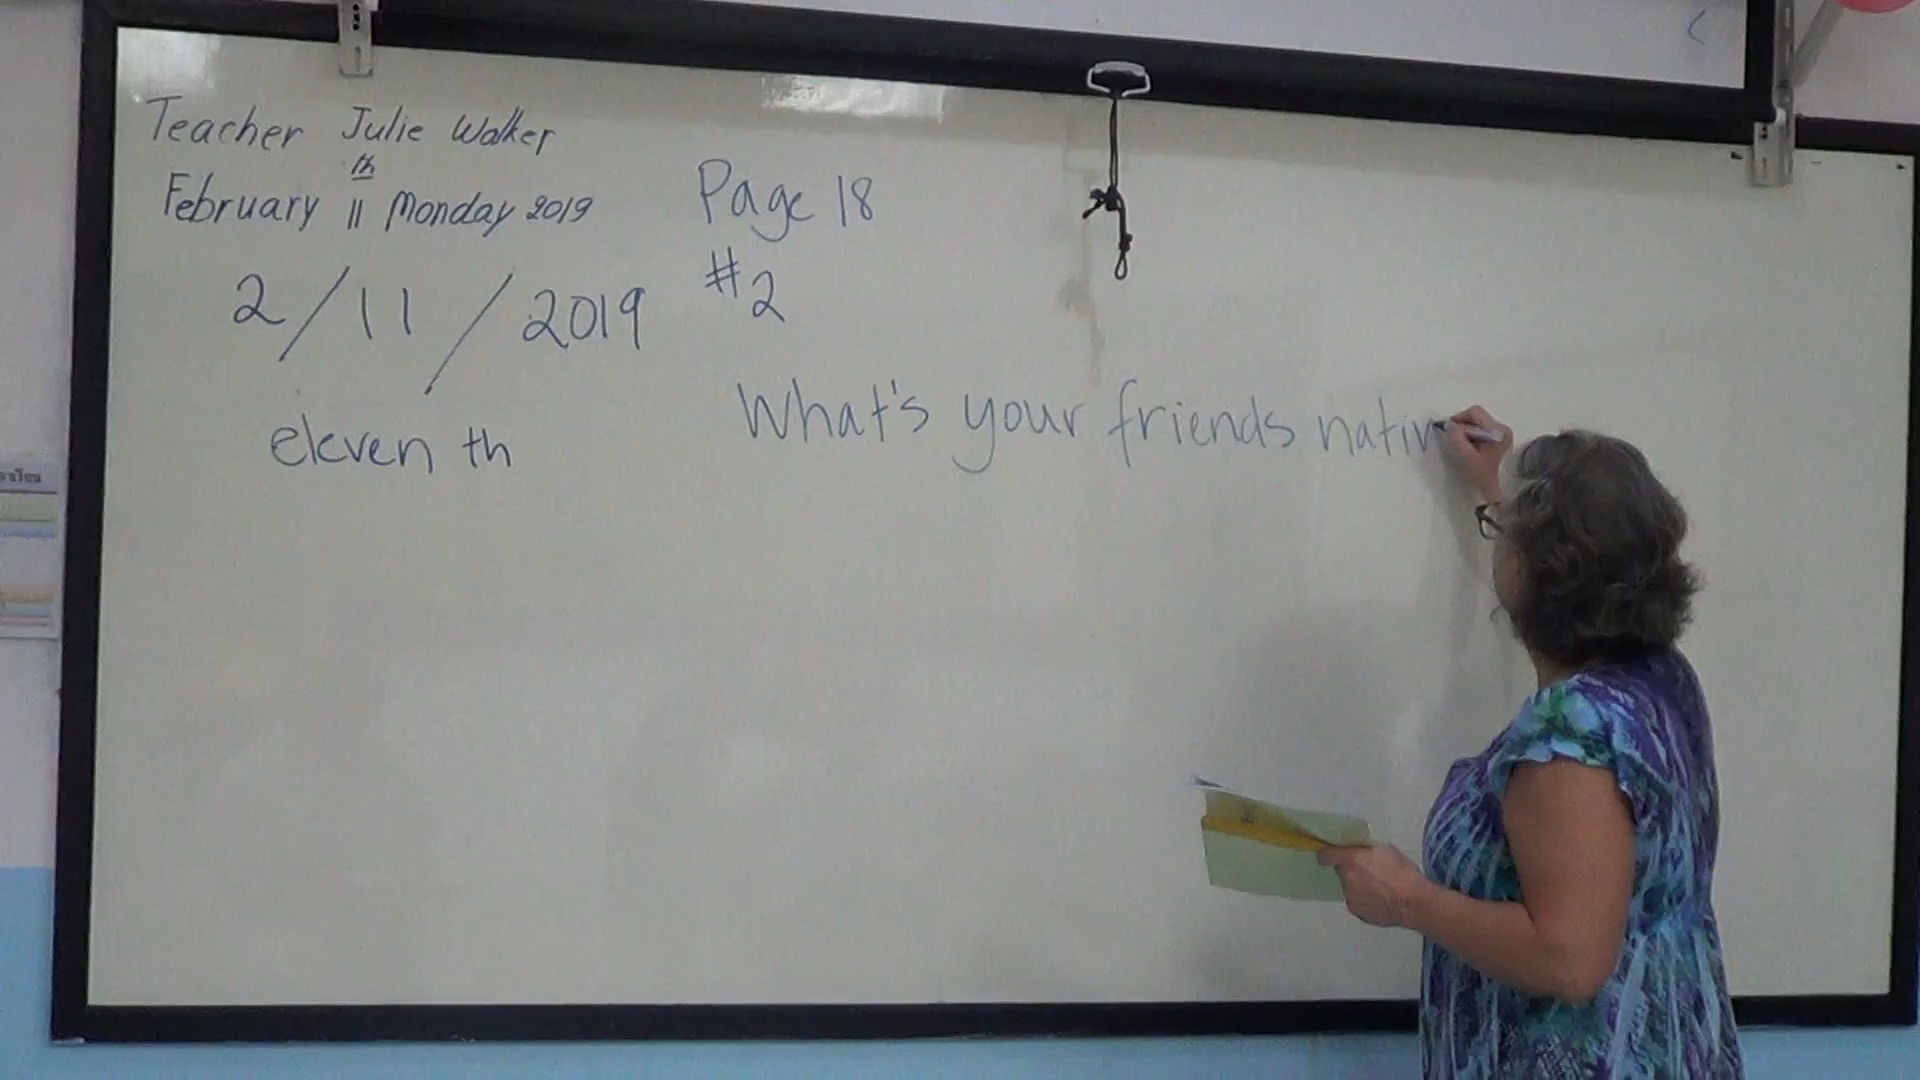 Teacher Julie Walker
February 11th Monday 2019
2/11/2019
eleven th
Page 18
#2
What's your friends nativ